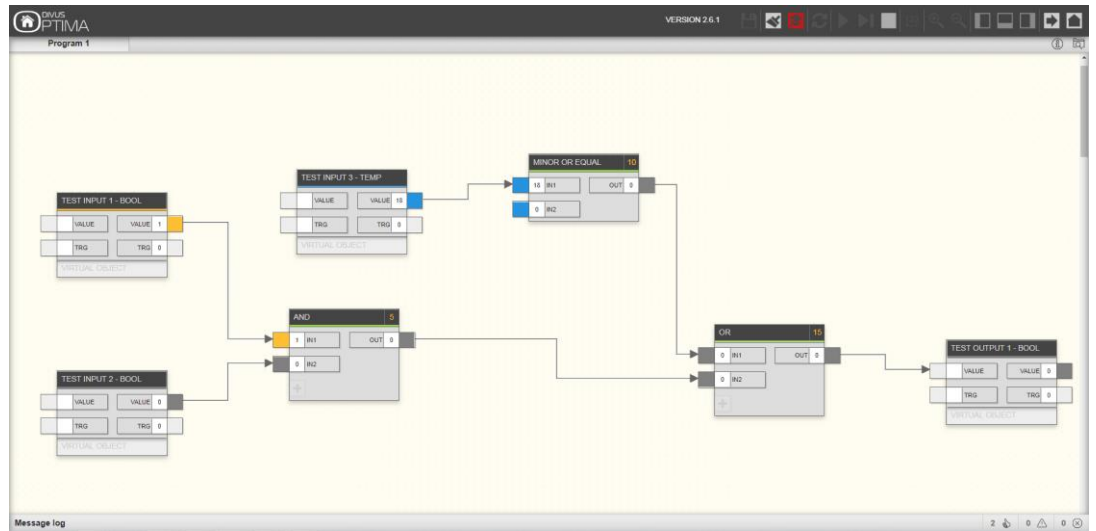 DIVUS
OPTIMA
VERSION 2.6.1
Program 1
TEST INPUT 1 - BOOL
VALUE VALUE 1
TRG TRG 0
VIRTUAL OBJECT
TEST INPUT 3 - TEMP
VALUE VALUE 18
TRG TRG 0
VIRTUAL OBJECT
MINOR OR EQUAL 10
18 IN1 OUT 0
0 IN2
AND 5
1 IN1 OUT 0
0 IN2
TEST INPUT 2 - BOOL
VALUE VALUE 0
TRG TRG 0
VIRTUAL OBJECT
OR 15
0 IN1 OUT 0
0 IN2
TEST OUTPUT 1 - BOOL
VALUE VALUE 0
TRG TRG 0
VIRTUAL OBJECT
Message log
2 0 0